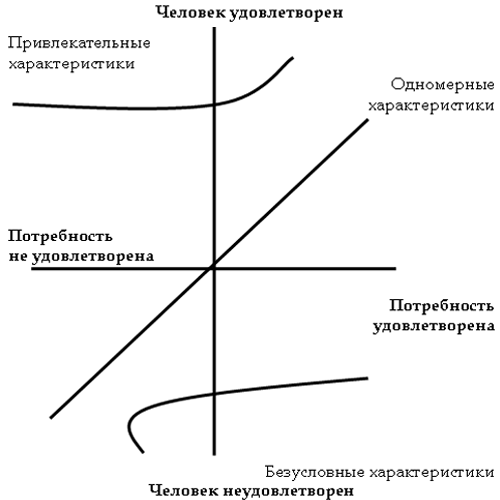 Человек удовлетворен
Привлекательные
характеристики
Одномерные
характеристики
Потребность
не удовлетворена
Потребность
удовлетворена
Безусловные характеристики
Человек неудовлетворен